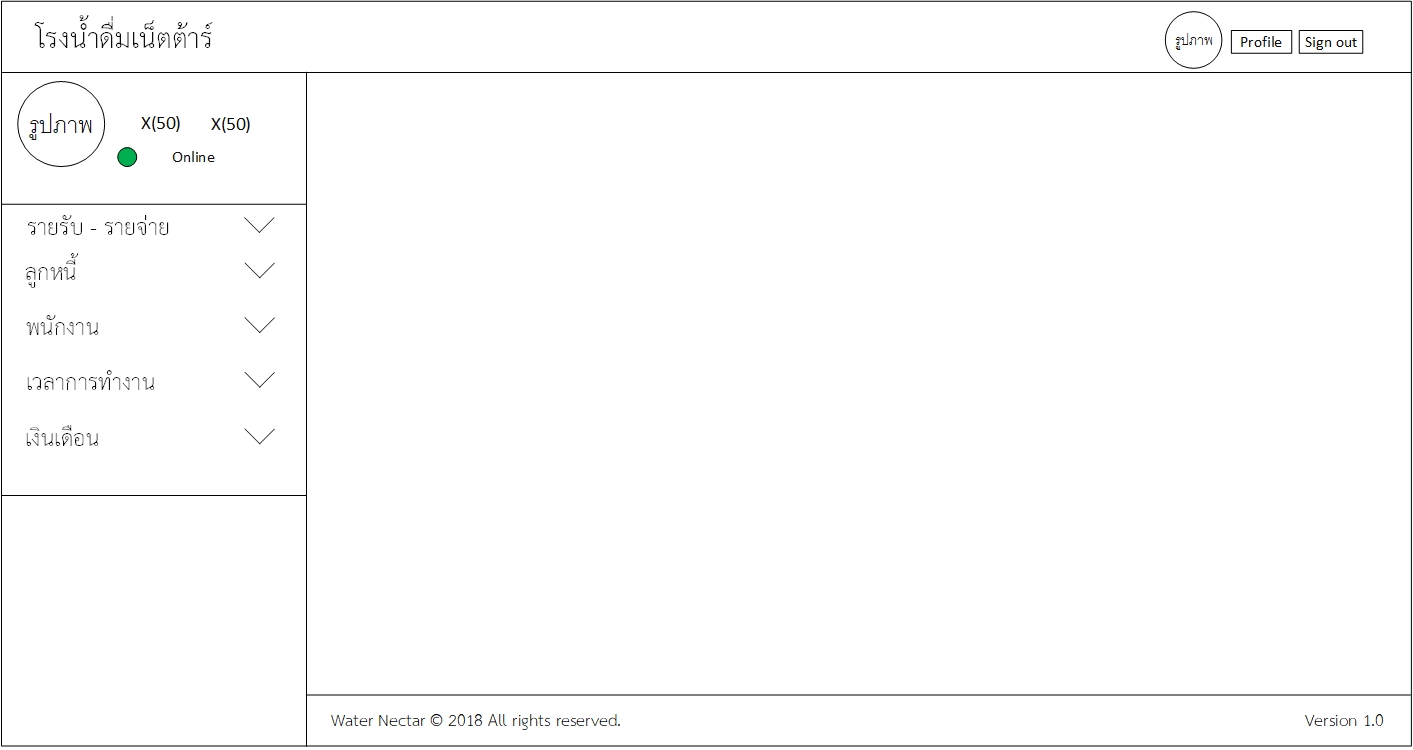 โรงน้ำดื่มเน็ตต้าร์
รูปภาพ Profile Sign out
รูปภาพ X(50) X(50)
Online
รายรับ - รายจ่าย
ลูกหนี้
พนักงาน
เวลาการทำงาน
เงินเดือน
Water Nectar © 2018 All rights reserved. Version 1.0